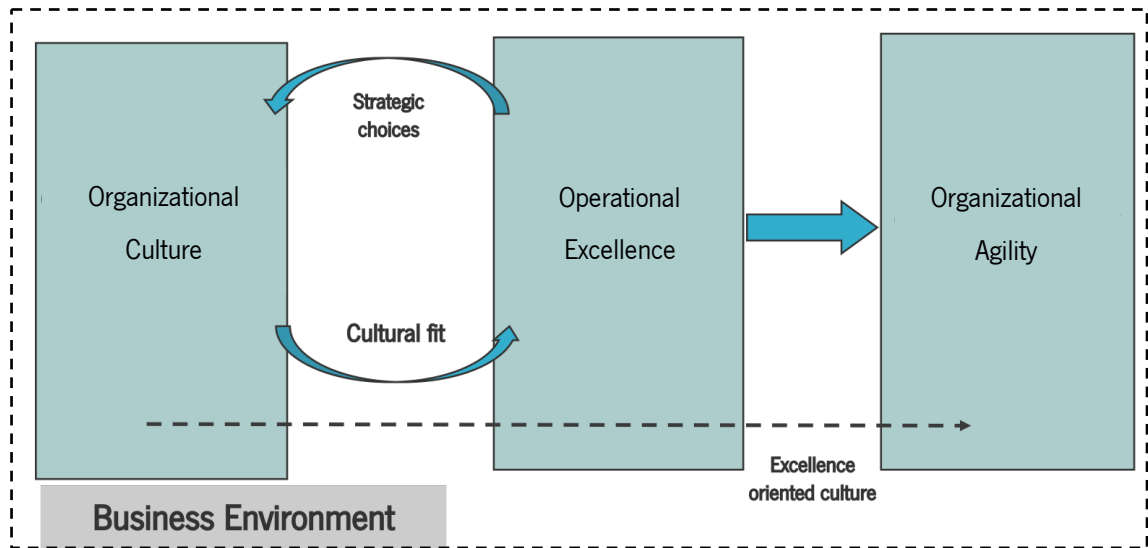 Strategic
choices
Organizational
Culture
Operational
Excellence
Organizational
Agility
Cultural fit
Excellence
oriented culture
Business Environment